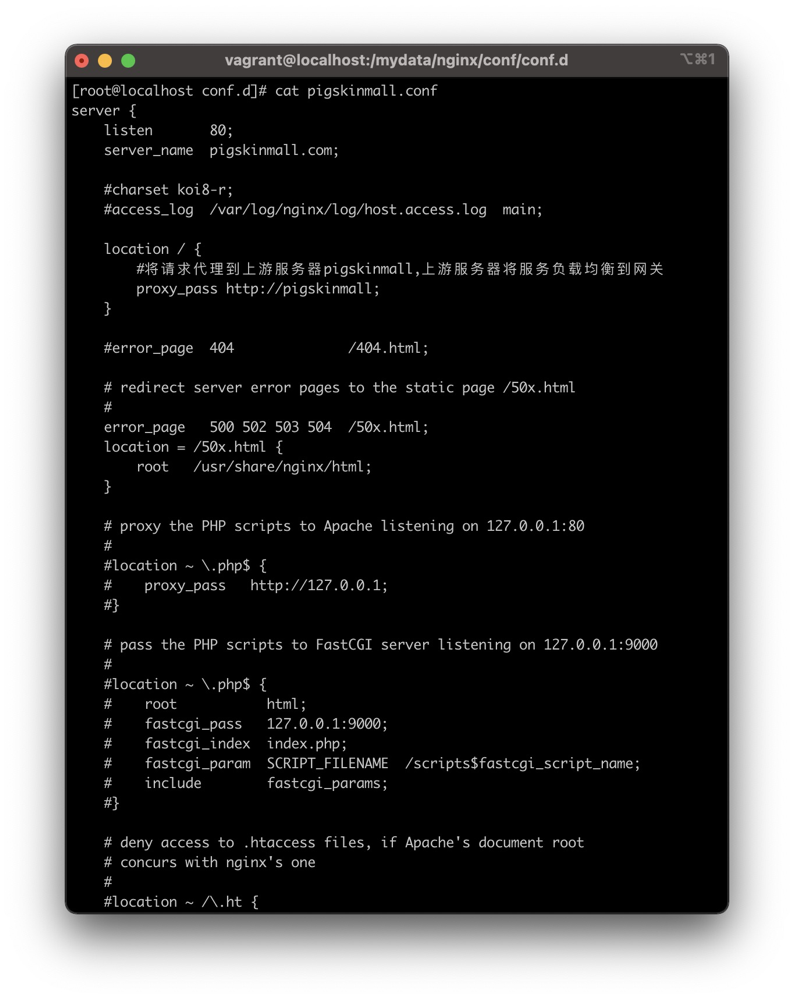 vagrant@localhost:/mydata/nginx/conf/conf.d ⌥⌘1
[root@localhost conf.d]# cat pigskinmall.conf
server {
    listen       80;
    server_name  pigskinmall.com;

    #charset koi8-r;
    #access_log  /var/log/nginx/log/host.access.log  main;

    location / {
        #将请求代理到上游服务器pigskinmall,上游服务器将服务负载均衡到网关
        proxy_pass http://pigskinmall;
    }

    #error_page  404              /404.html;

    # redirect server error pages to the static page /50x.html
    #
    error_page   500 502 503 504  /50x.html;
    location = /50x.html {
        root   /usr/share/nginx/html;
    }

    # proxy the PHP scripts to Apache listening on 127.0.0.1:80
    #
    #location ~ \.php$ {
    #    proxy_pass   http://127.0.0.1;
    #}

    # pass the PHP scripts to FastCGI server listening on 127.0.0.1:9000
    #
    #location ~ \.php$ {
    #    root           html;
    #    fastcgi_pass   127.0.0.1:9000;
    #    fastcgi_index  index.php;
    #    fastcgi_param  SCRIPT_FILENAME  /scripts$fastcgi_script_name;
    #    include        fastcgi_params;
    #}

    # deny access to .htaccess files, if Apache's document root
    # concurs with nginx's one
    #
    #location ~ /\.ht {